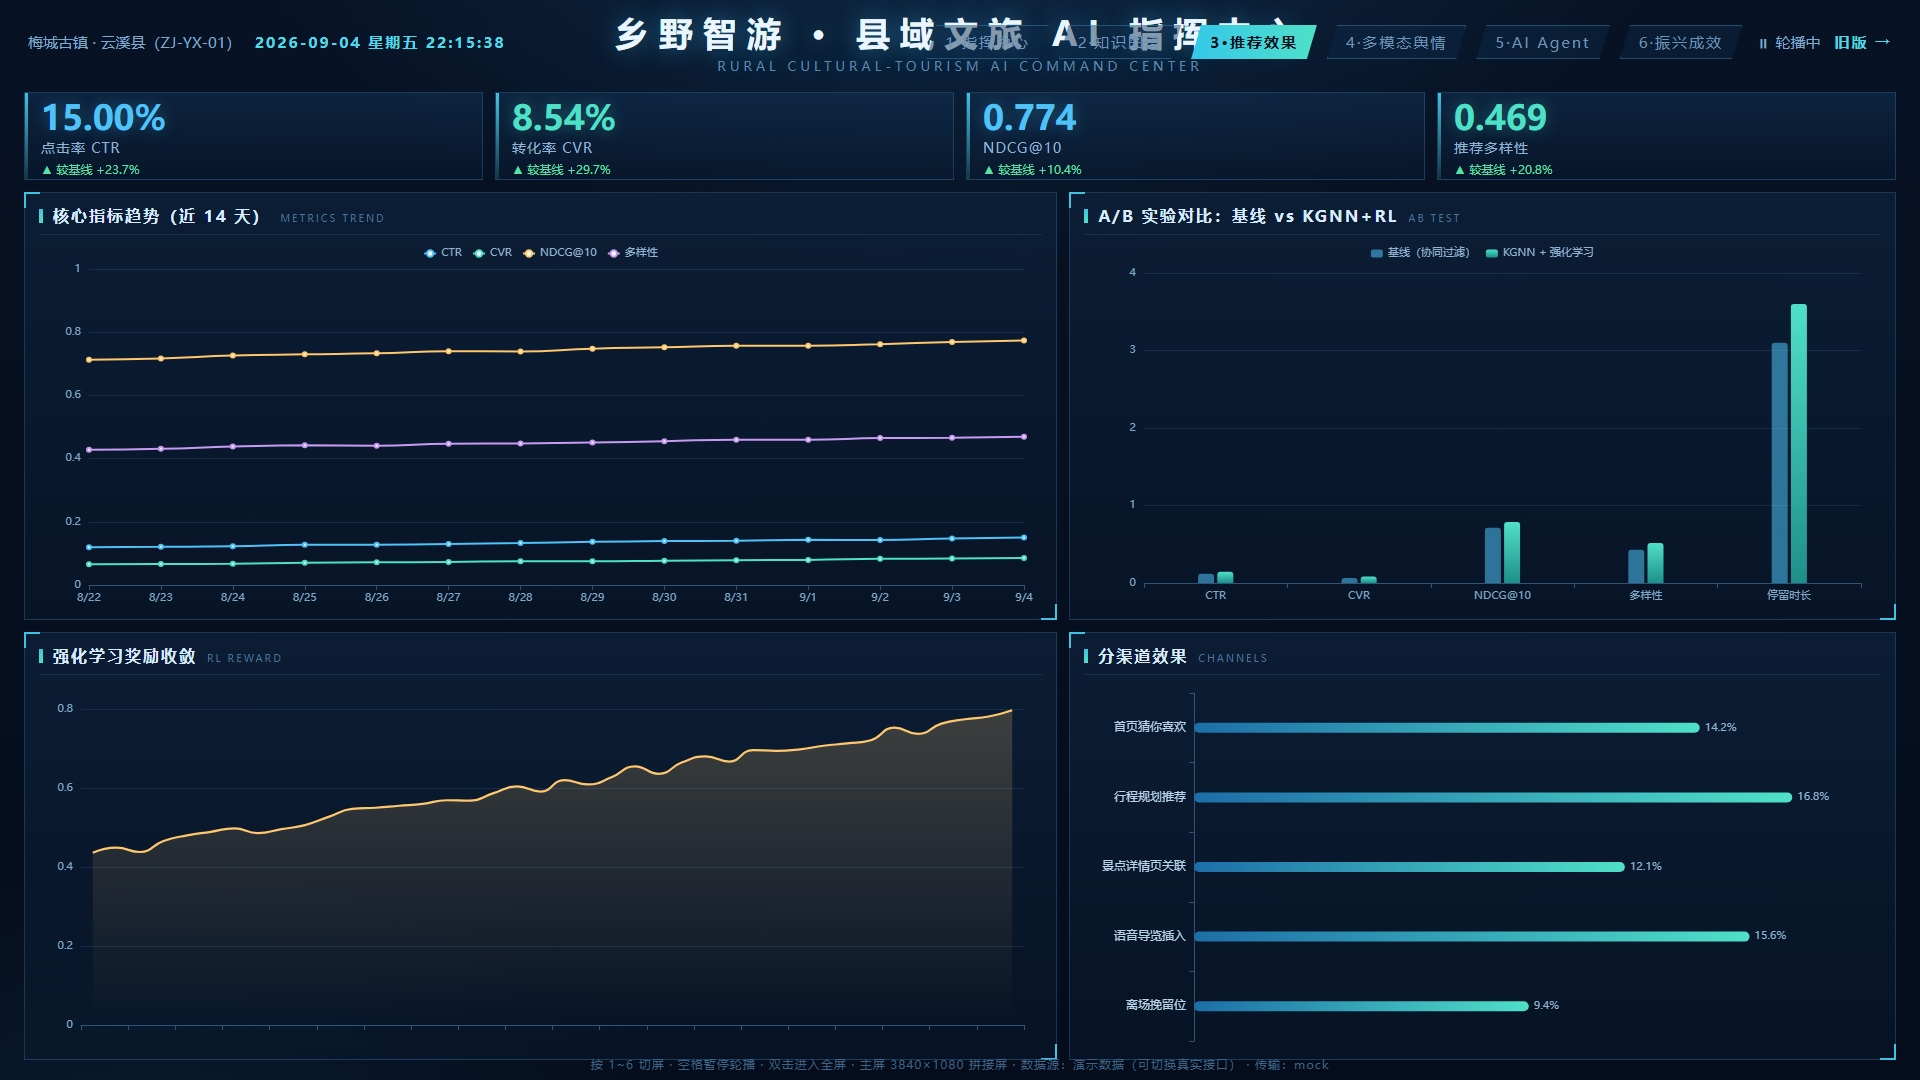 梅城古镇 · 云溪县 (ZJ-YX-01)
2026-09-04 星期五 22:15:38
乡野智游 · 县域文旅 AI 指挥中心
RURAL CULTURAL-TOURISM AI COMMAND CENTER
3·推荐效果
4·多模态舆情
5·AI Agent
6·振兴成效
⏸ 轮播中
旧版 →
15.00%
点击率 CTR
▲ 较基线 +23.7%
8.54%
转化率 CVR
▲ 较基线 +29.7%
0.774
NDCG@10
▲ 较基线 +10.4%
0.469
推荐多样性
▲ 较基线 +20.8%
核心指标趋势（近 14 天） METRICS TREND
CTR CVR NDCG@10 多样性
1
0.8
0.6
0.4
0.2
0
8/22 8/23 8/24 8/25 8/26 8/27 8/28 8/29 8/30 8/31 9/1 9/2 9/3 9/4
A/B 实验对比：基线 vs KGNN+RL AB TEST
基线（协同过滤） KGNN + 强化学习
4
3
2
1
0
CTR CVR NDCG@10 多样性 停留时长
强化学习奖励收敛 RL REWARD
0.8
0.6
0.4
0.2
0
分渠道效果 CHANNELS
首页猜你喜欢 14.2%
行程规划推荐 16.8%
景点详情页关联 12.1%
语音导览插入 15.6%
离场挽留位 9.4%
按 1~6 切屏 · 空格暂停轮播 · 双击进入全屏 · 主屏 3840×1080 拼接屏 · 数据源：演示数据（可切换真实接口） · 传输：mock